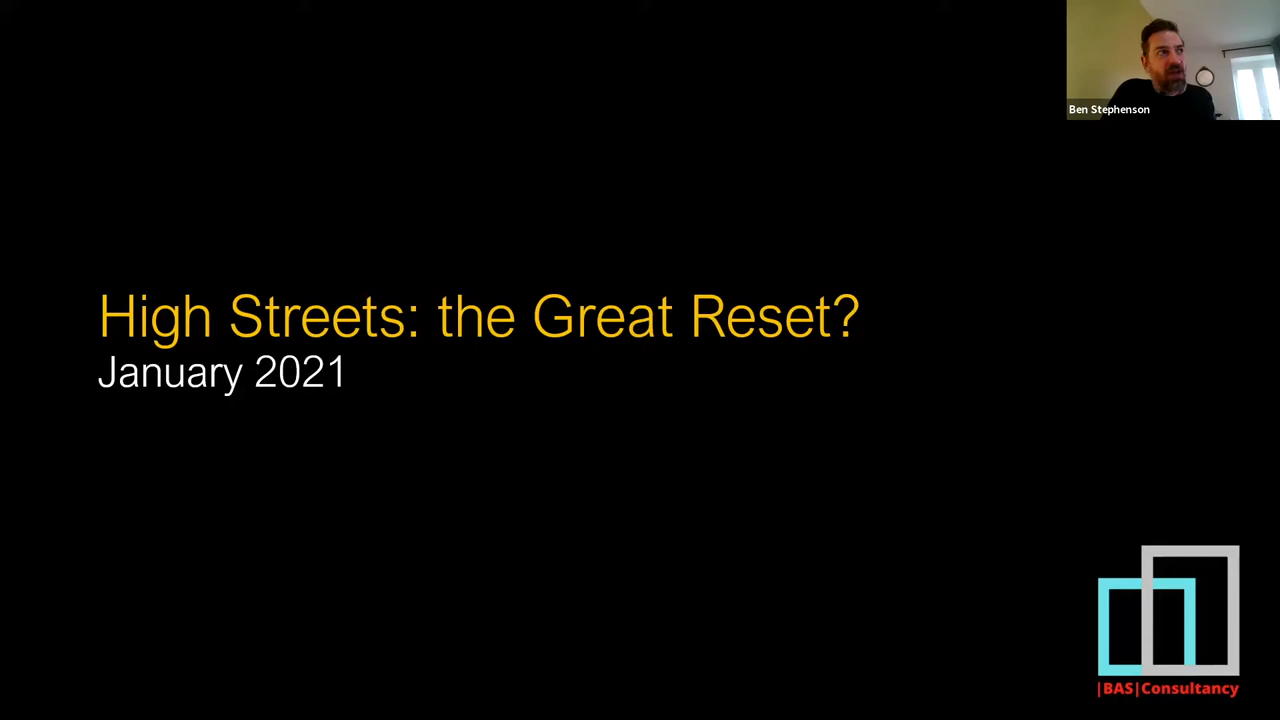 Ben Stephenson
High Streets: the Great Reset?
January 2021
|BAS|Consultancy